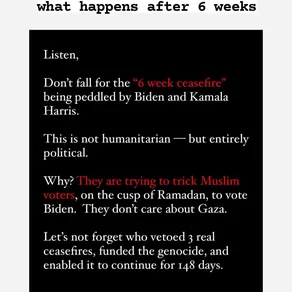 what happens after 6 weeks
Listen,
Don't fall for the “6 week ceasefire”
being peddled by Biden and Kamala
Harris.
This is not humanitarian — but entirely
political.
Why? They are trying to trick Muslim
voters, on the cusp of Ramadan, to vote
Biden. They don't care about Gaza.
Let's not forget who vetoed 3 real
ceasefires, funded the genocide, and
enabled it to continue for 148 days.